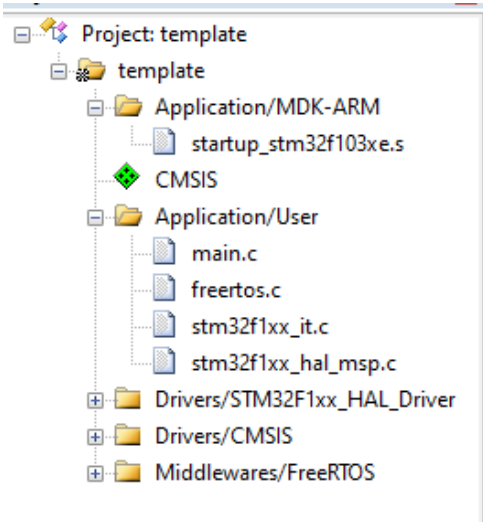 Project: template
template
Application/MDK-ARM
startup_stm32f103xe.s
CMSIS
Application/User
main.c
freertos.c
stm32f1xx_it.c
stm32f1xx_hal_msp.c
Drivers/STM32F1xx_HAL_Driver
Drivers/CMSIS
Middlewares/FreeRTOS